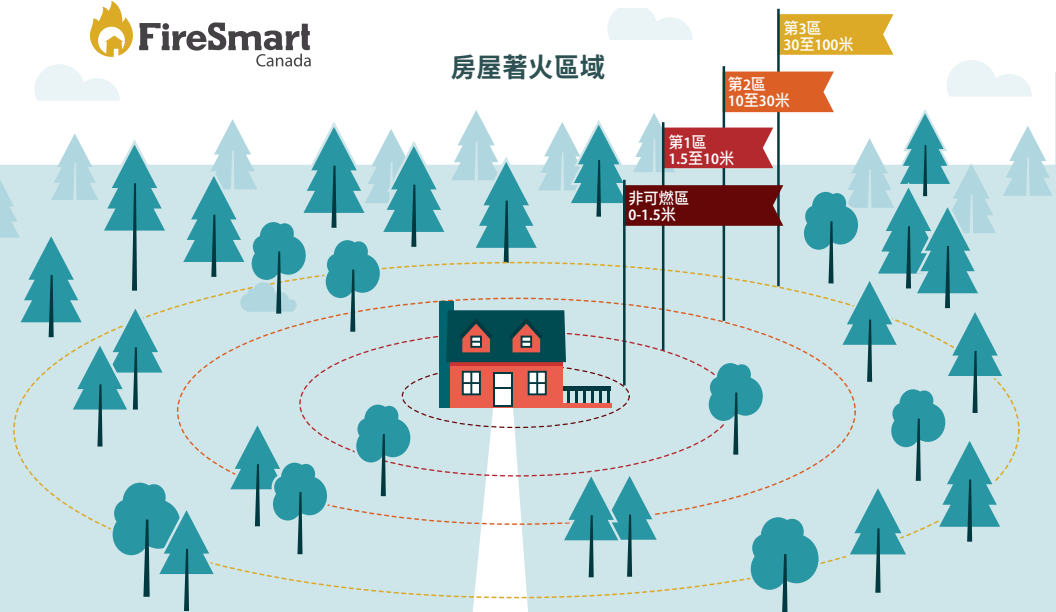 FireSmart
Canada
房屋著火區域
第3區
30至100米
第2區
10至30米
第1區
1.5至10米
非可燃區
0-1.5米